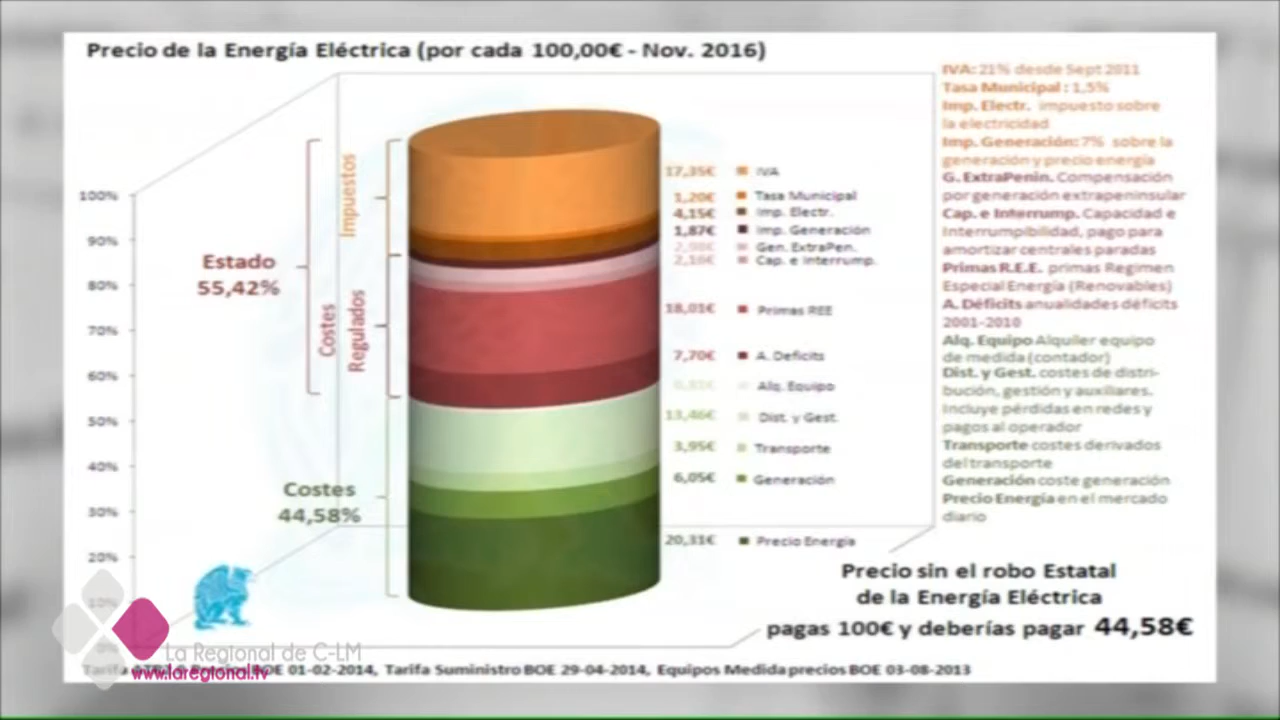 Precio de la Energía Eléctrica (por cada 100,00€ - Nov. 2016)
100%
90%
80%
70%
60%
50%
40%
30%
20%
10%
0%
Estado
55,42%
Impuestos
Costes
Regulados
Costes
44,58%
17,35€ IVA
1,20€ Tasa Municipal
4,15€ Imp. Electr.
1,87€ Imp. Generación
2,98€ Gen. ExtraPen.
2,16€ Cap. e Interrump.
18,01€ Primas REE
7,70€ A. Deficits
Alq. Equipo
13,46€ Dist. y Gest.
3,95€ Transporte
6,05€ Generación
20,31€ Precio Energía
IVA: 21% desde Sept 2011
Tasa Municipal : 1,5%
Imp. Electr. impuesto sobre
la electricidad
Imp. Generación: 7% sobre la
generación y precio energía
G. ExtraPenin. Compensación
por generación extrapeninsular
Cap. e Interrump. Capacidad e
Interrumpibilidad, pago para
amortizar centrales paradas
Primas R.E.E. primas Regimen
Especial Energía (Renovables)
A. Déficits anualidades déficits
2001-2010
Alq. Equipo Alquiler equipo
de medida (contador)
Dist. y Gest. costes de distri-
bución, gestión y auxiliares.
Incluye pérdidas en redes y
pagos al operador
Transporte costes derivados
del transporte
Generación coste generación
Precio Energía en el mercado
diario
Precio sin el robo Estatal
de la Energía Eléctrica
pagas 100€ y deberías pagar 44,58€
La Regional de C-LM
www.laregional.tv
Tarifa BOE 01-02-2014, Tarifa Suministro BOE 29-04-2014, Equipos Medida precios BOE 03-08-2013